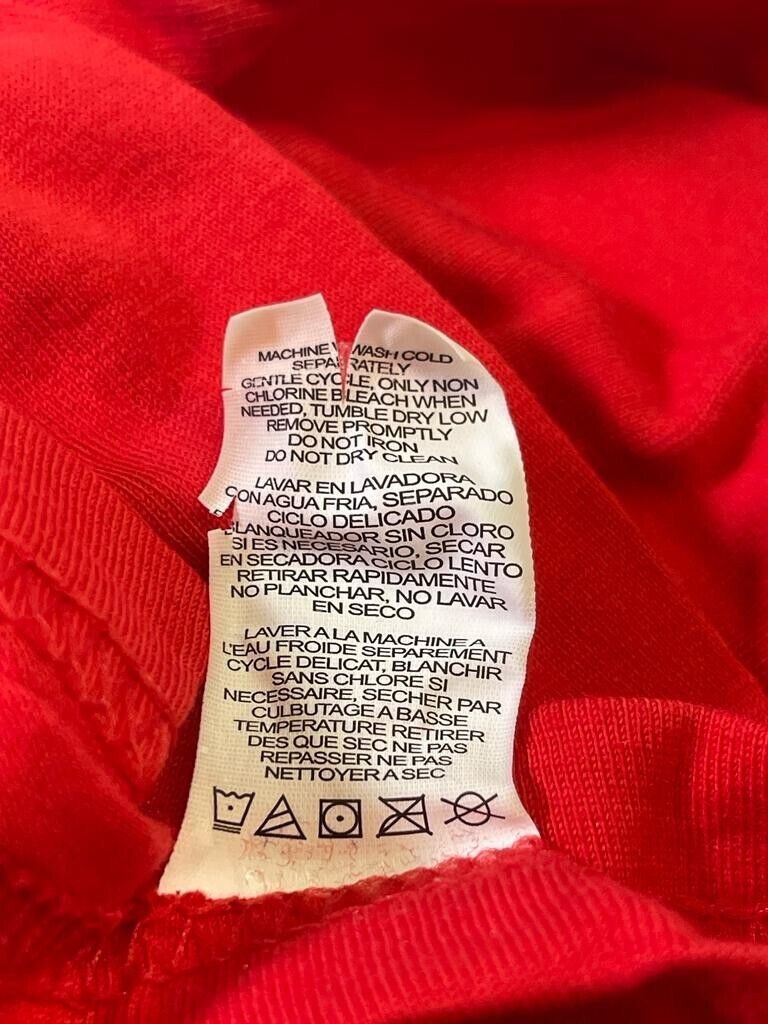 MACHINE WASH COLD
SEPARATELY
GENTLE CYCLE, ONLY NON
CHLORINE BLEACH WHEN
NEEDED, TUMBLE DRY LOW
REMOVE PROMPTLY
DO NOT IRON
DO NOT DRY CLEAN
LAVAR EN LAVADORA
CON AGUA FRIA, SEPARADO
CICLO DELICADO
BLANQUEADOR SIN CLORO
SI ES NECESARIO, SECAR
EN SECADORA CICLO LENTO
RETIRAR RAPIDAMENTE
NO PLANCHAR, NO LAVAR
EN SECO
LAVER A LA MACHINE A
L'EAU FROIDE SEPAREMENT
CYCLE DELICAT, BLANCHIR
SANS CHLORE SI
NECESSAIRE, SECHER PAR
CULBUTAGE A BASSE
TEMPERATURE RETIRER
DES QUE SEC NE PAS
REPASSER NE PAS
NETTOYER A SEC